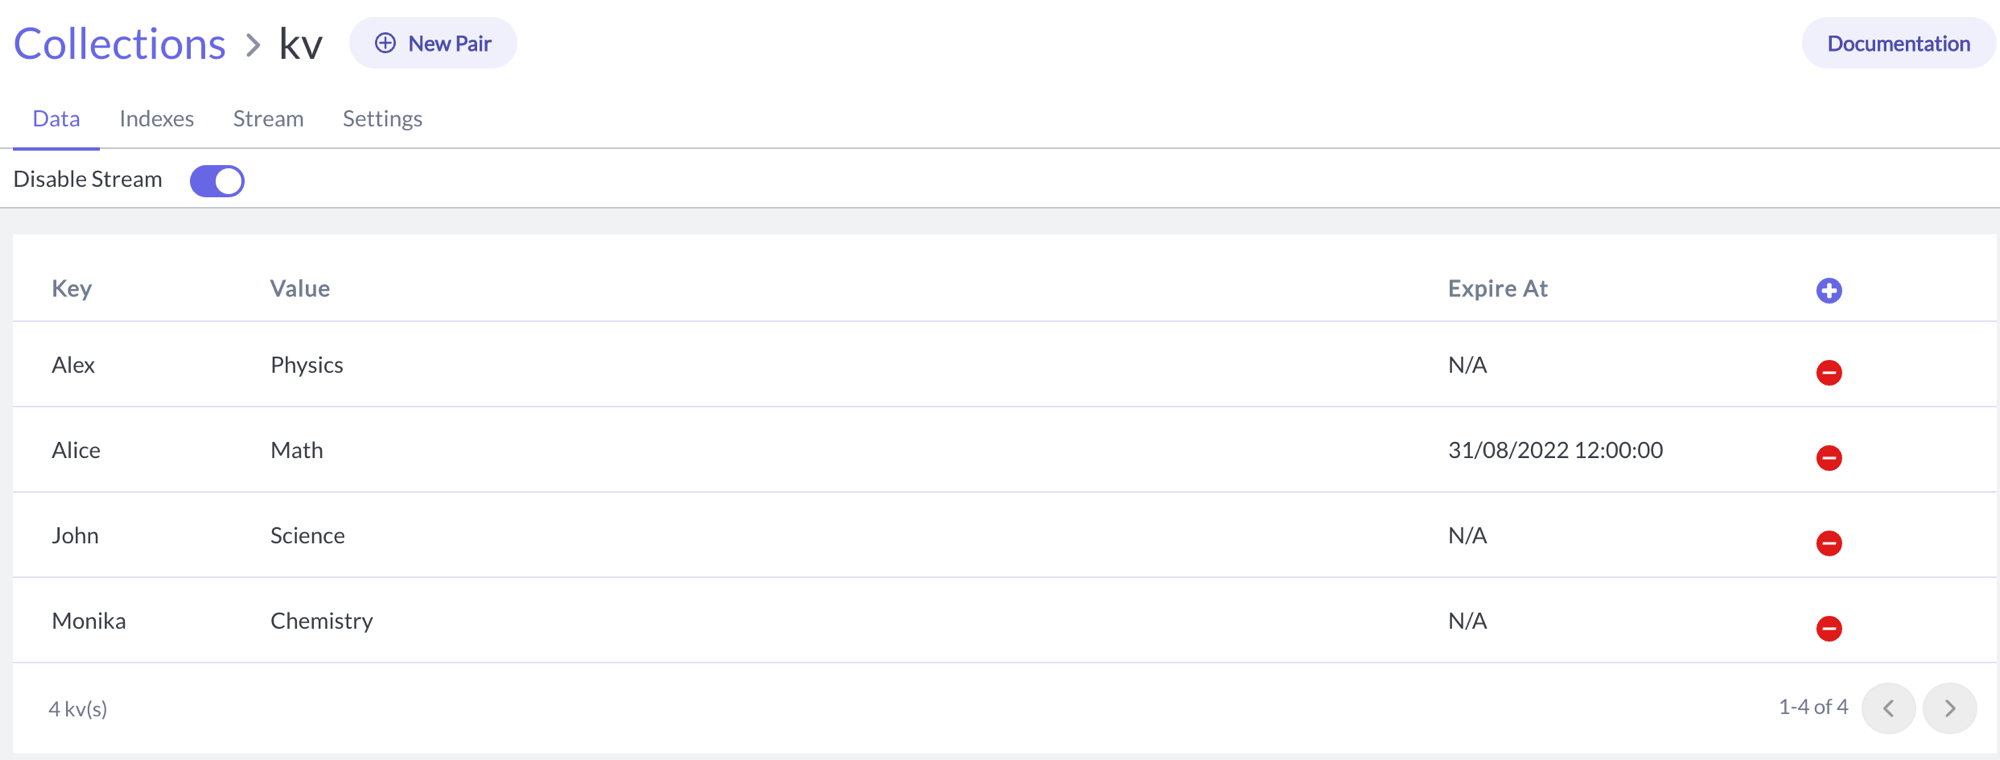 Collections > kv New Pair Documentation
Data Indexes Stream Settings
Disable Stream
Key Value Expire At
Alex Physics N/A
Alice Math 31/08/2022 12:00:00
John Science N/A
Monika Chemistry N/A
4 kv(s) 1-4 of 4